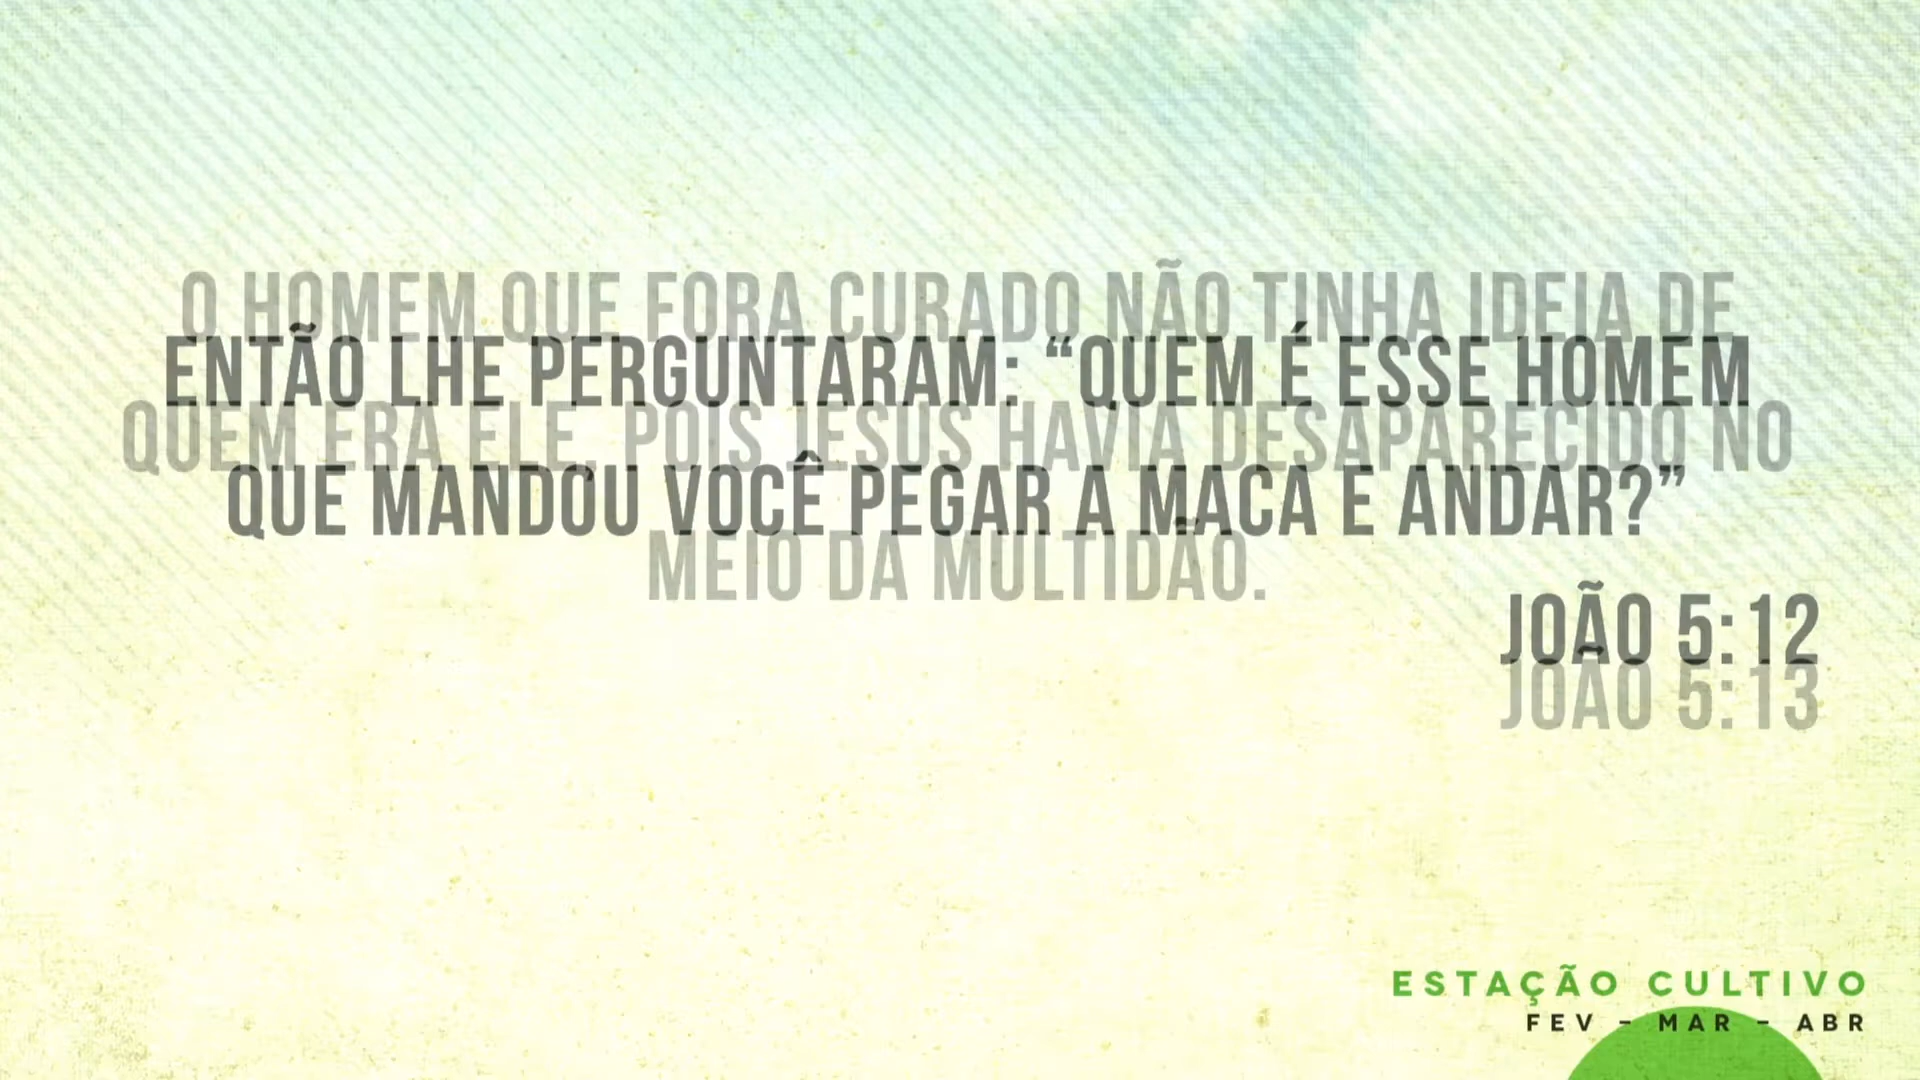 O HOMEM QUE FORA CURADO NÃO TINHA IDEIA DE
ENTÃO LHE PERGUNTARAM: “QUEM É ESSE HOMEM
QUEM ERA ELE, POIS JESUS HAVIA DESAPARECIDO NO
QUE MANDOU VOCÊ PEGAR A MACA E ANDAR?”
MEIO DA MULTIDÃO.
JOÃO 5:12
JOÃO 5:13
ESTAÇÃO CULTIVO
FEV - MAR - ABR